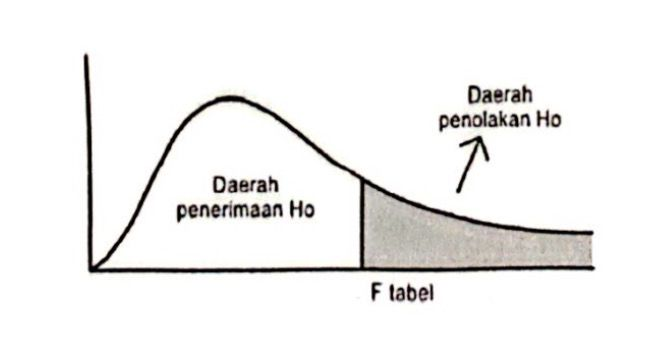 Daerah
penolakan Ho
Daerah
penerimaan Ho
F tabel